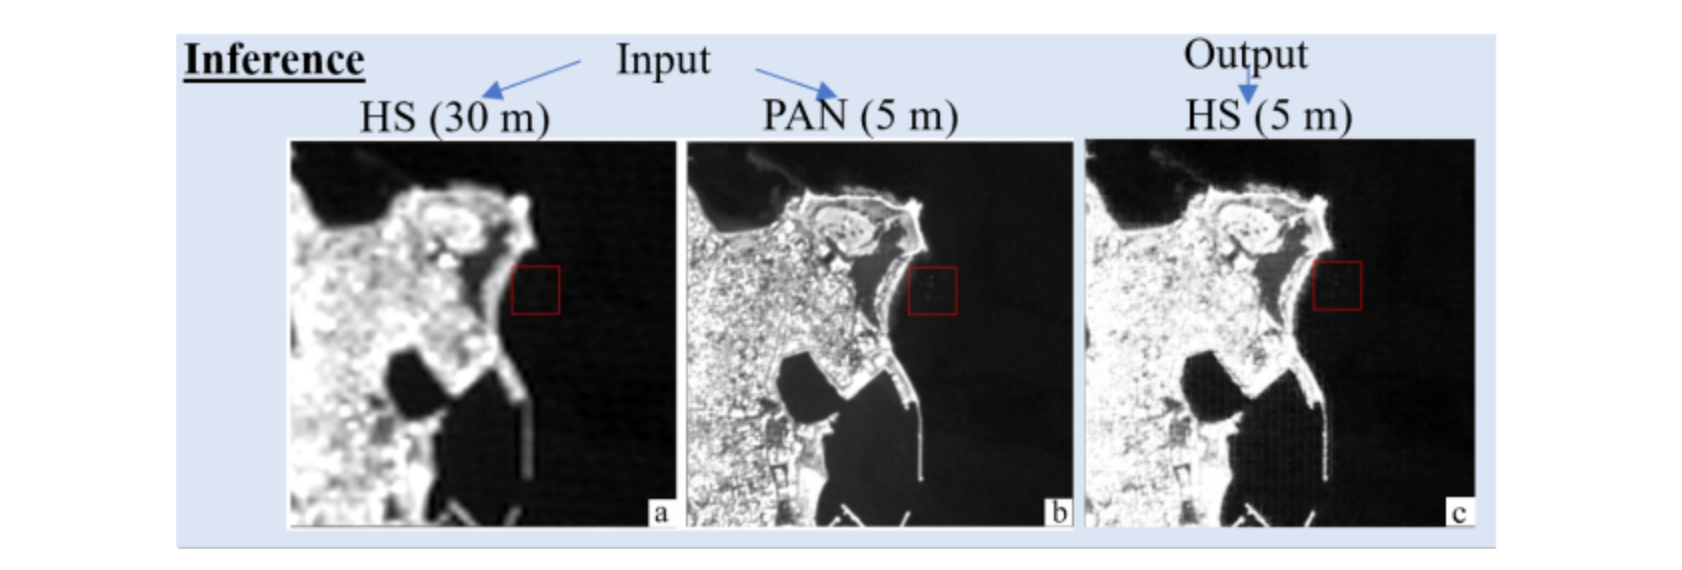 Inference
Input
Output
HS (30 m)
PAN (5 m)
HS (5 m)
a
b
c